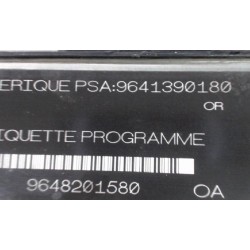 ERIQUE PSA:9641390180
OR
IQUETTE PROGRAMME
9648201580 OA